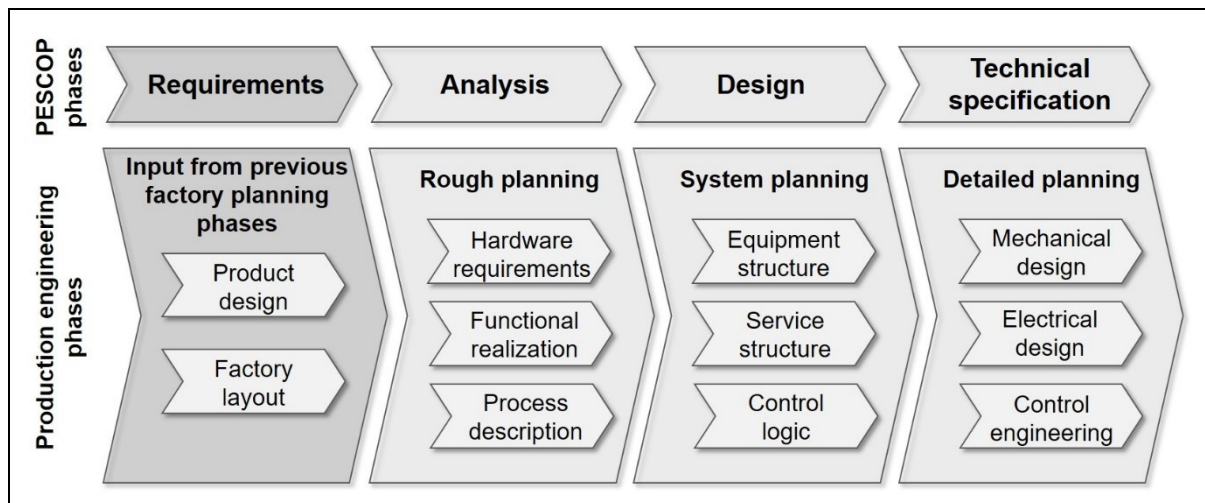 PESCOP
phases
Requirements
Analysis
Design
Technical
specification
Production engineering
phases
Input from previous
factory planning
phases
Product
design
Factory
layout
Rough planning
Hardware
requirements
Functional
realization
Process
description
System planning
Equipment
structure
Service
structure
Control
logic
Detailed planning
Mechanical
design
Electrical
design
Control
engineering